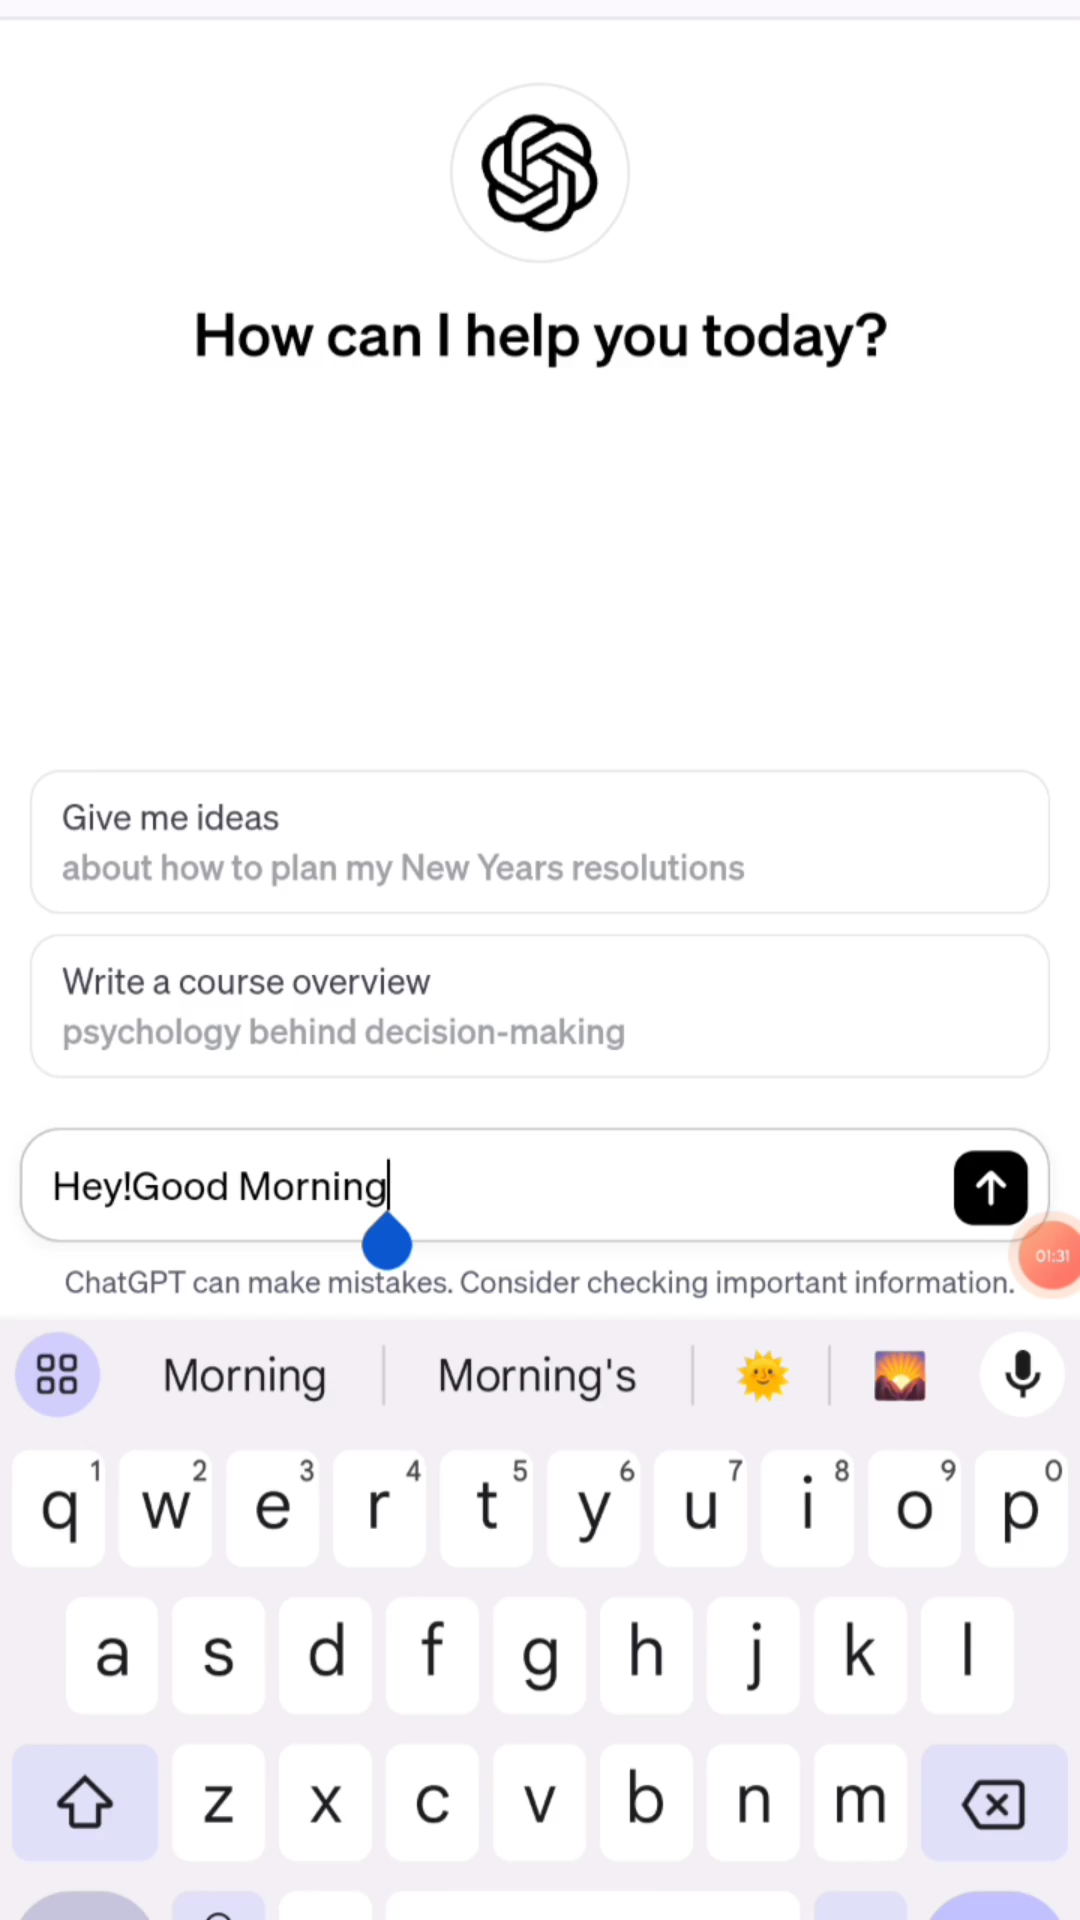 How can I help you today?
Give me ideas
about how to plan my New Years resolutions
Write a course overview
psychology behind decision-making
Hey!Good Morning
01:31
ChatGPT can make mistakes. Consider checking important information.
Morning Morning's
1 2 3 4 5 6 7 8 9 0
q w e r t y u i o p
a s d f g h j k l
z x c v b n m